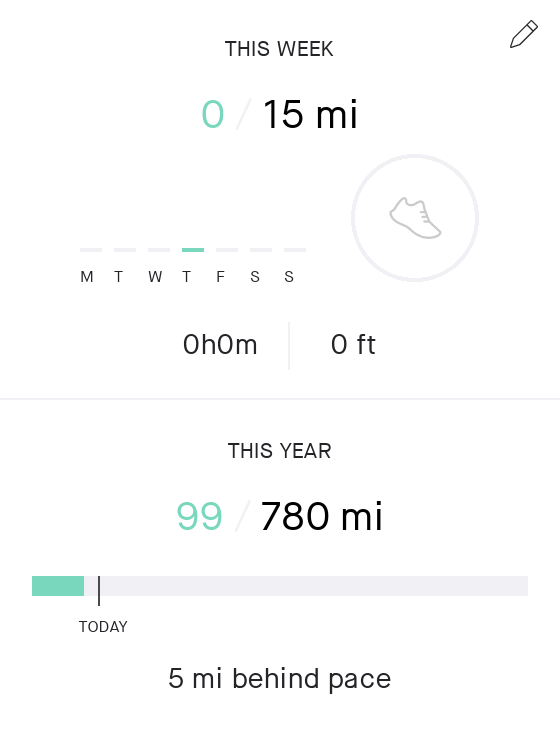 THIS WEEK
0 / 15 mi
M T W T F S S
0h0m 0 ft
THIS YEAR
99 / 780 mi
TODAY
5 mi behind pace